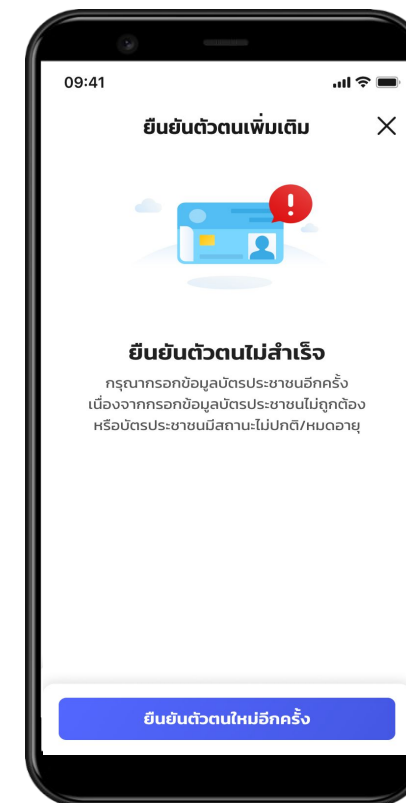 09:41
ยืนยันตัวตนเพิ่มเติม
ยืนยันตัวตนไม่สำเร็จ
กรุณากรอกข้อมูลบัตรประชาชนอีกครั้ง
เนื่องจากกรอกข้อมูลบัตรประชาชนไม่ถูกต้อง
หรือบัตรประชาชนมีสถานะไม่ปกติ/หมดอายุ
ยืนยันตัวตนใหม่อีกครั้ง